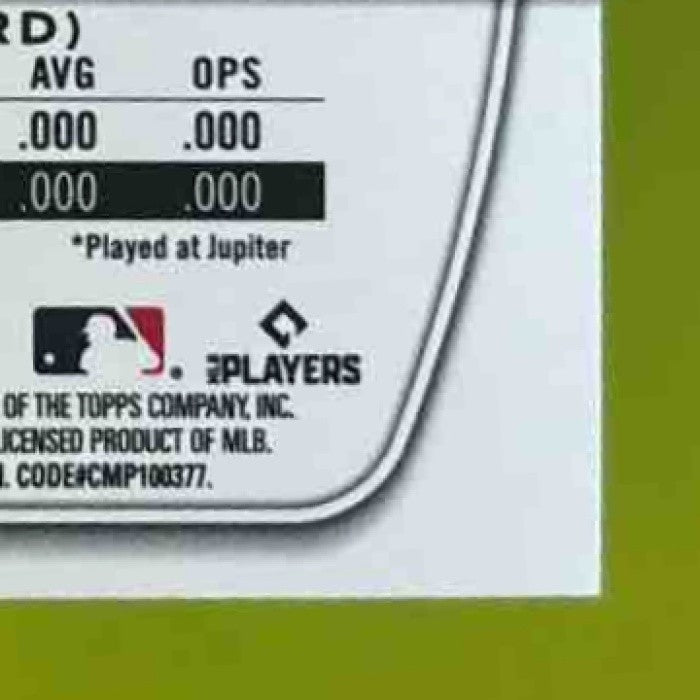 RD)
AVG OPS
.000 .000
.000 .000
*Played at Jupiter
PLAYERS
OF THE TOPPS COMPANY, INC.
LICENSED PRODUCT OF MLB.
. CODE#CMP100377.